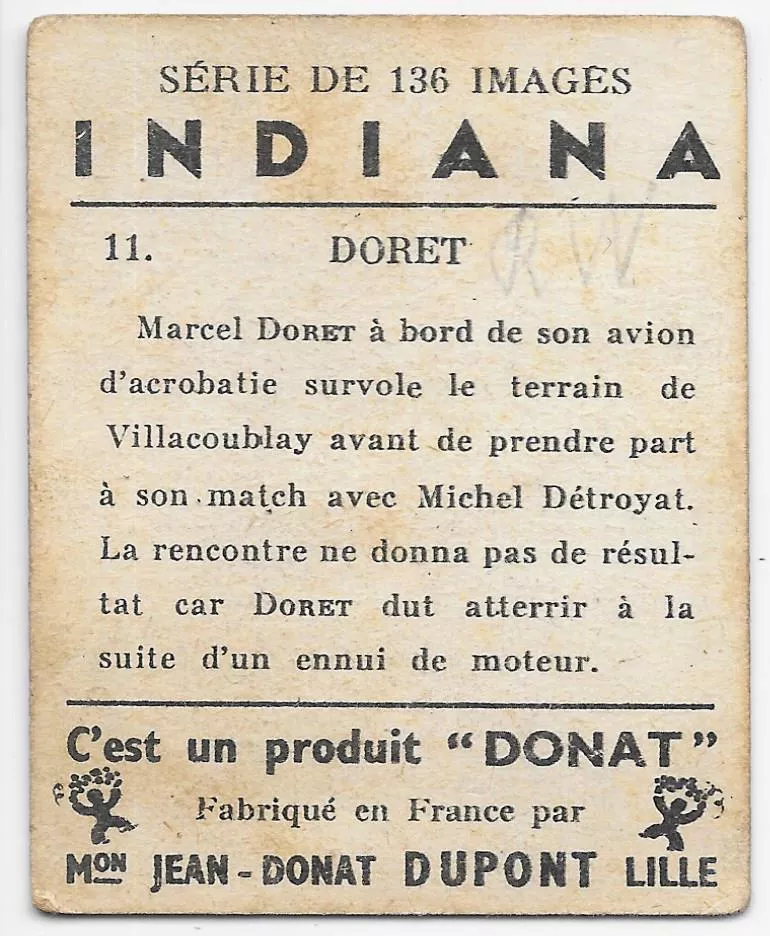 SÉRIE DE 136 IMAGES
INDIANA
11. DORET
Marcel DORET à bord de son avion
d'acrobatie survole le terrain de
Villacoublay avant de prendre part
à son match avec Michel Détroyat.
La rencontre ne donna pas de résul-
tat car DORET dut atterrir à la
suite d'un ennui de moteur.
C'est un produit "DONAT"
Fabriqué en France par
MON JEAN-DONAT DUPONT LILLE